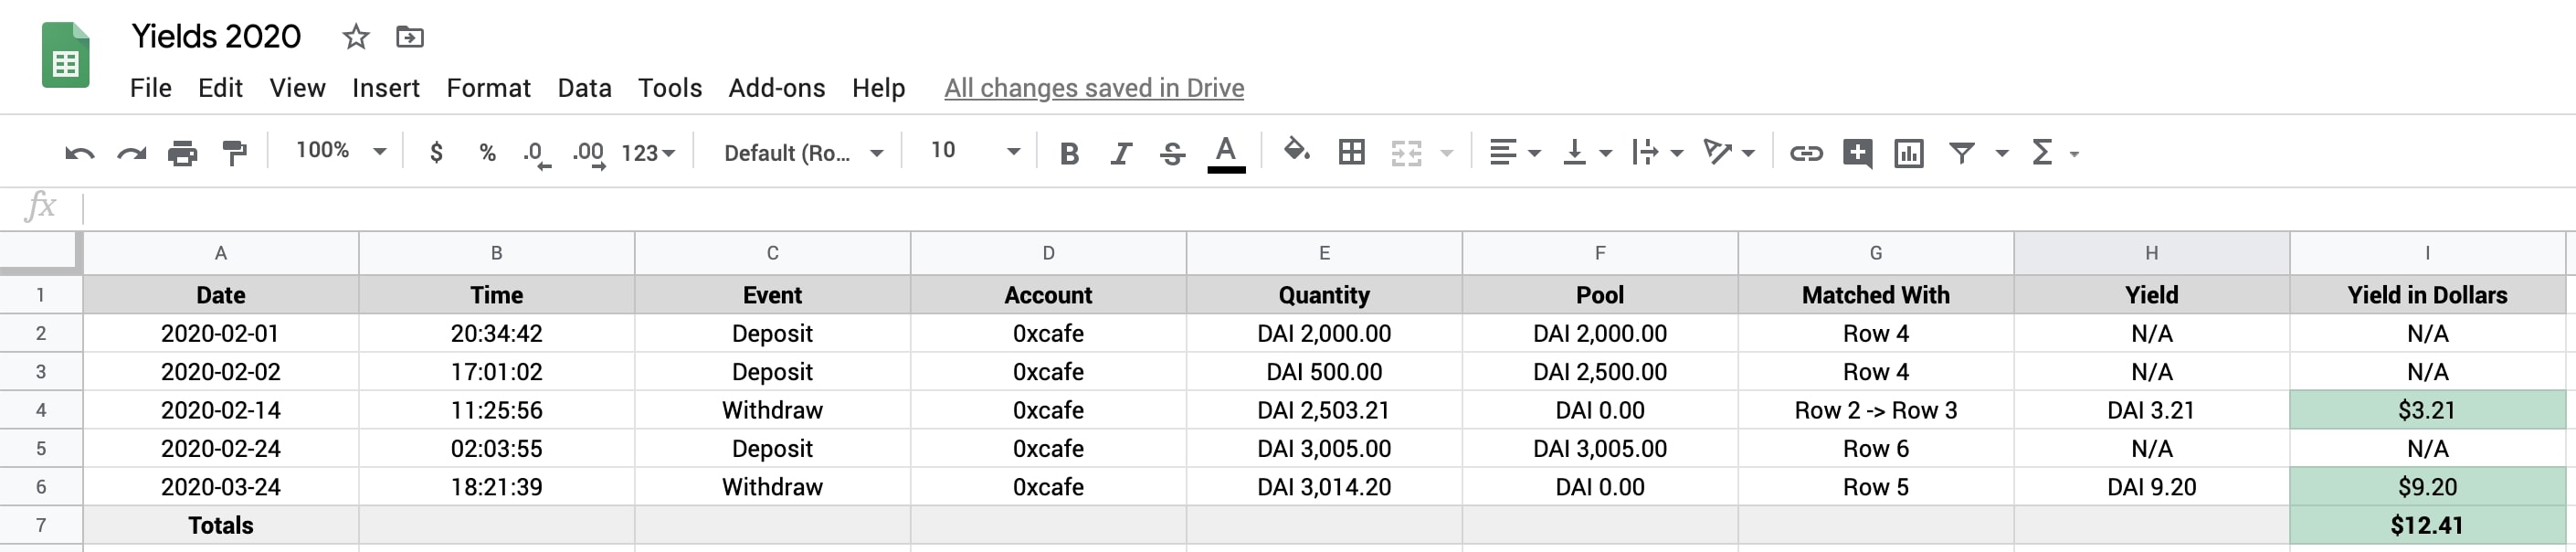 Yields 2020
File Edit View Insert Format Data Tools Add-ons Help All changes saved in Drive
100% $ % .0 .00 123 Default (Ro... 10 B I S A Σ
fx
A B C D E F G H I
1 Date Time Event Account Quantity Pool Matched With Yield Yield in Dollars
2 2020-02-01 20:34:42 Deposit 0xcafe DAI 2,000.00 DAI 2,000.00 Row 4 N/A N/A
3 2020-02-02 17:01:02 Deposit 0xcafe DAI 500.00 DAI 2,500.00 Row 4 N/A N/A
4 2020-02-14 11:25:56 Withdraw 0xcafe DAI 2,503.21 DAI 0.00 Row 2 -> Row 3 DAI 3.21 $3.21
5 2020-02-24 02:03:55 Deposit 0xcafe DAI 3,005.00 DAI 3,005.00 Row 6 N/A N/A
6 2020-03-24 18:21:39 Withdraw 0xcafe DAI 3,014.20 DAI 0.00 Row 5 DAI 9.20 $9.20
7 Totals $12.41